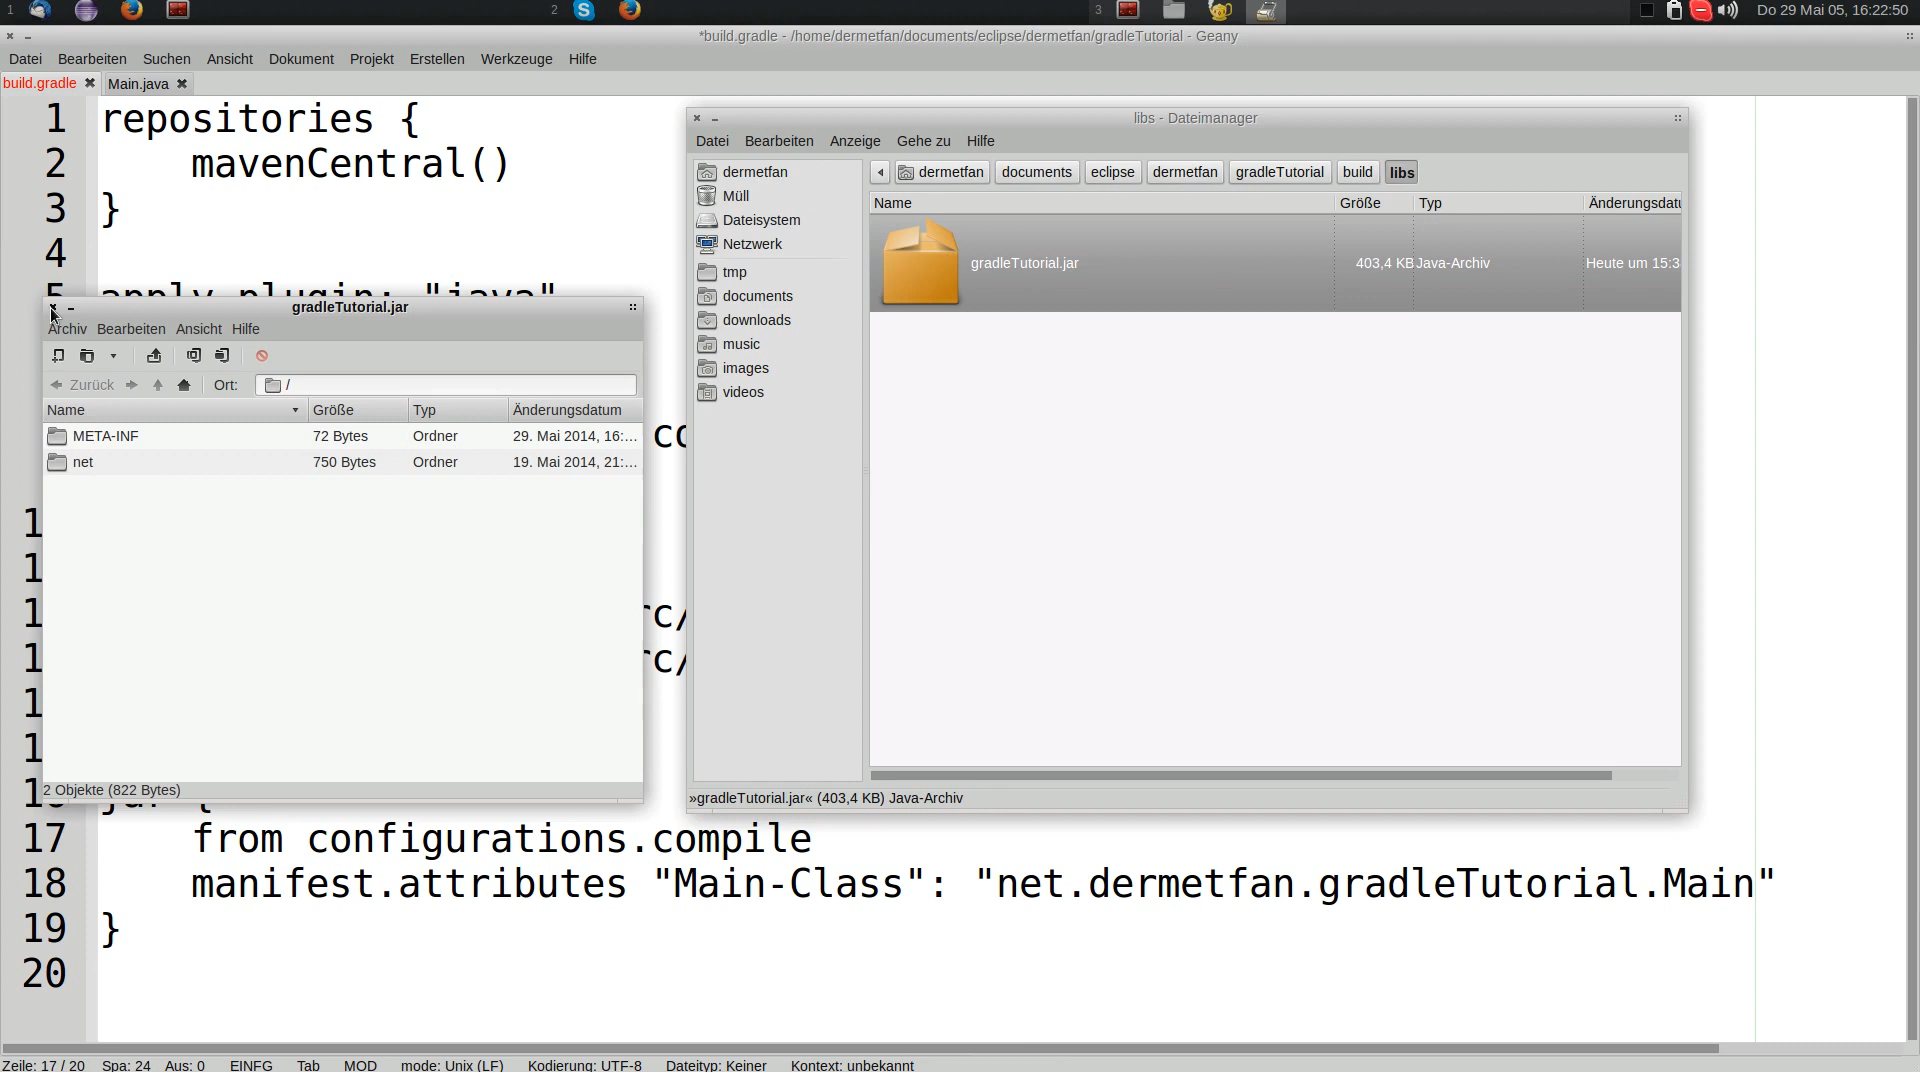 1 2 3 Do 29 Mai 05, 16:22:50
*build.gradle - /home/dermetfan/documents/eclipse/dermetfan/gradleTutorial - Geany
Datei Bearbeiten Suchen Ansicht Dokument Projekt Erstellen Werkzeuge Hilfe
build.gradle Main.java
1 repositories {
2 mavenCentral()
3 }
4
5 apply plugin: "java"
17 from configurations.compile
18 manifest.attributes "Main-Class": "net.dermetfan.gradleTutorial.Main"
19 }
20
gradleTutorial.jar
Archiv Bearbeiten Ansicht Hilfe
Zurück Ort: /
Name Größe Typ Änderungsdatum
META-INF 72 Bytes Ordner 29. Mai 2014, 16:...
net 750 Bytes Ordner 19. Mai 2014, 21:...
2 Objekte (822 Bytes)
libs - Dateimanager
Datei Bearbeiten Anzeige Gehe zu Hilfe
dermetfan documents eclipse dermetfan gradleTutorial build libs
dermetfan
Müll
Dateisystem
Netzwerk
tmp
documents
downloads
music
images
videos
Name Größe Typ Änderungsdatu
gradleTutorial.jar 403,4 KB Java-Archiv Heute um 15:3
»gradleTutorial.jar« (403,4 KB) Java-Archiv
Zeile: 17 / 20 Spa: 24 Aus: 0 EINFG Tab MOD mode: Unix (LF) Kodierung: UTF-8 Dateityp: Keiner Kontext: unbekannt